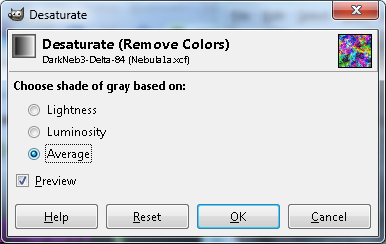 Desaturate
Desaturate (Remove Colors)
DarkNeb3-Delta-84 (Nebula1a.xcf)
Choose shade of gray based on:
Lightness
Luminosity
Average
Preview
Help Reset OK Cancel